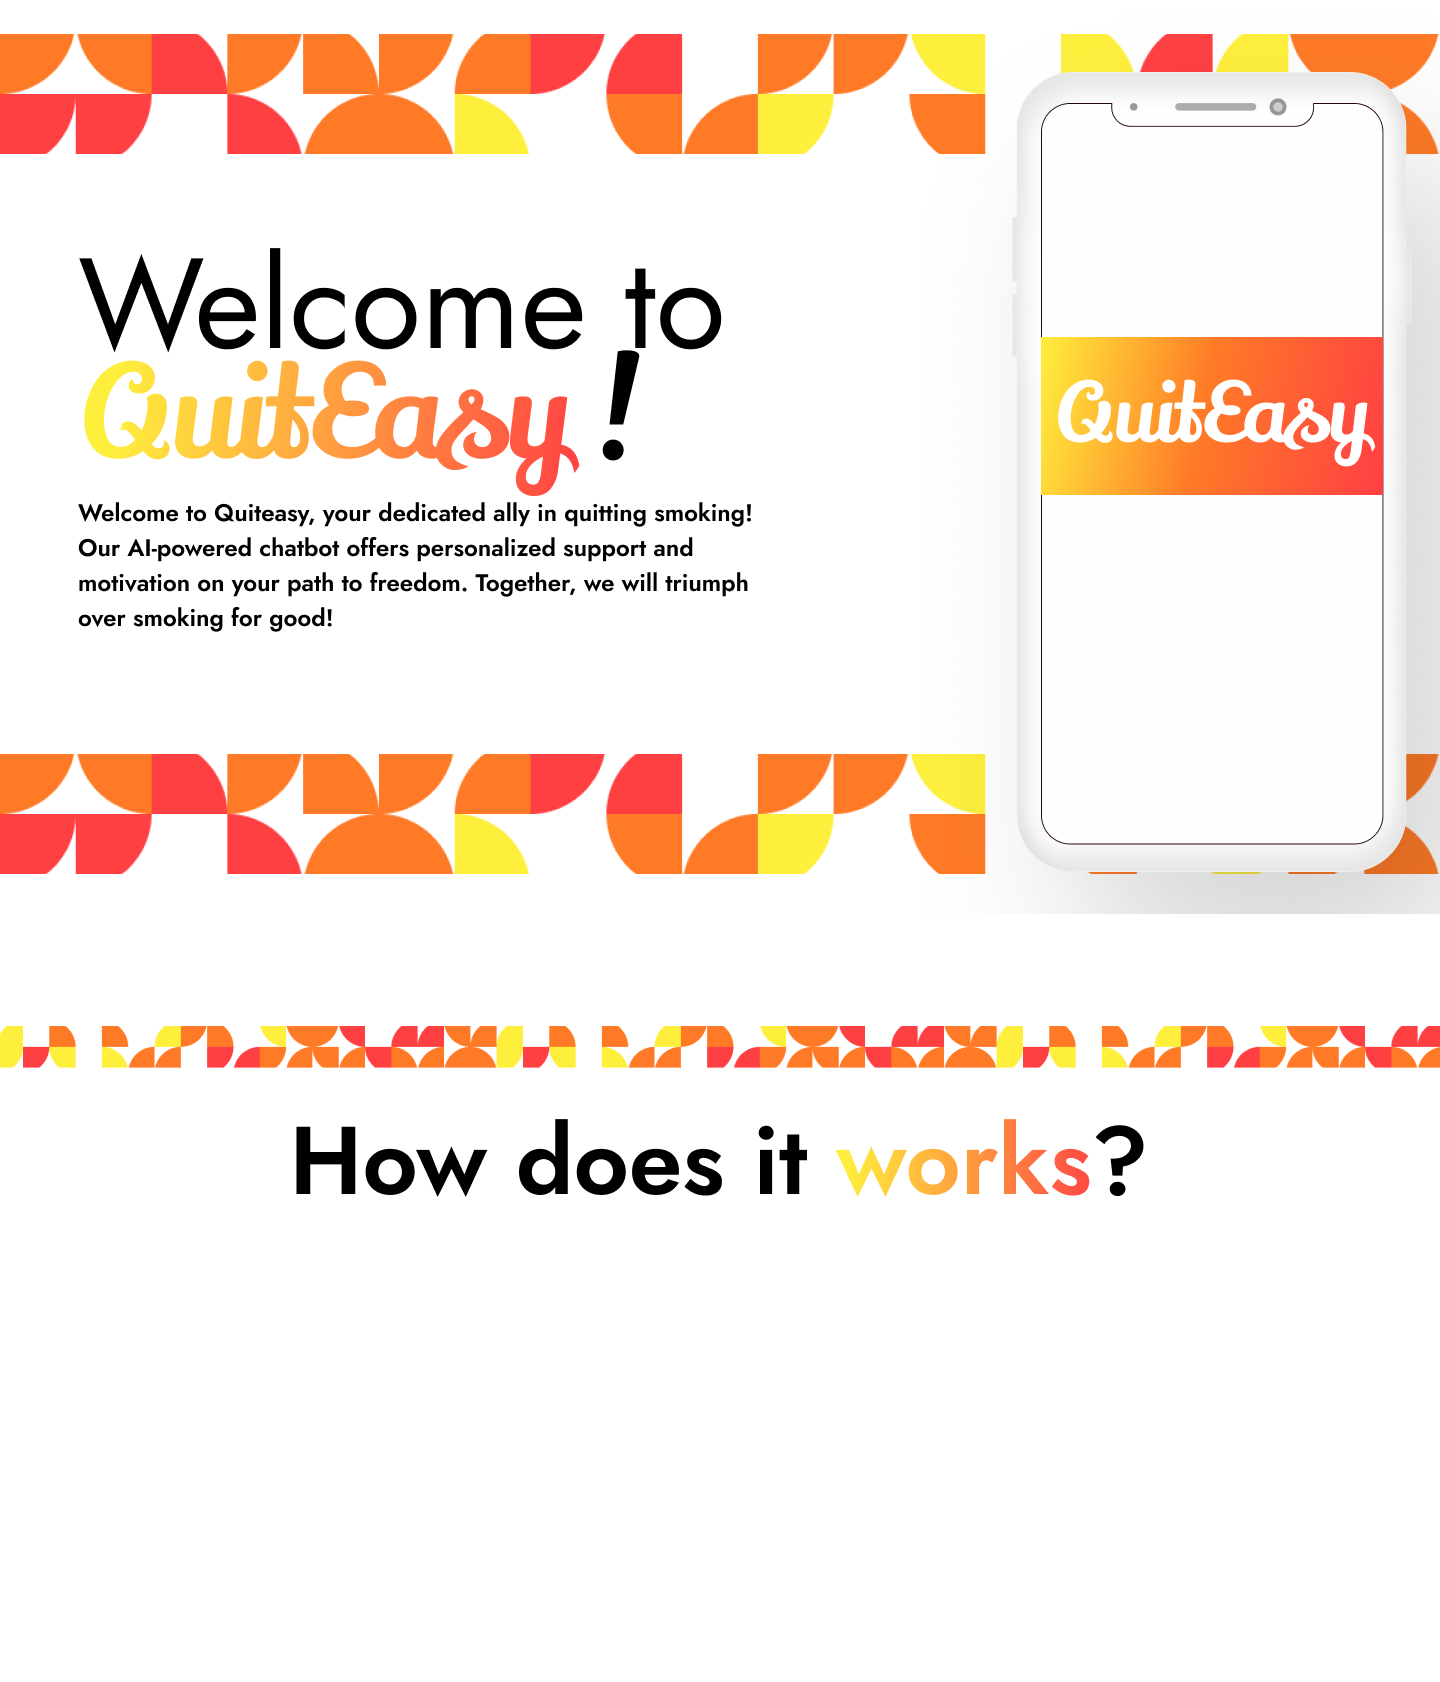 Welcome to
QuitEasy!
Welcome to Quiteasy, your dedicated ally in quitting smoking!
Our AI-powered chatbot offers personalized support and
motivation on your path to freedom. Together, we will triumph
over smoking for good!
QuitEasy
How does it works?